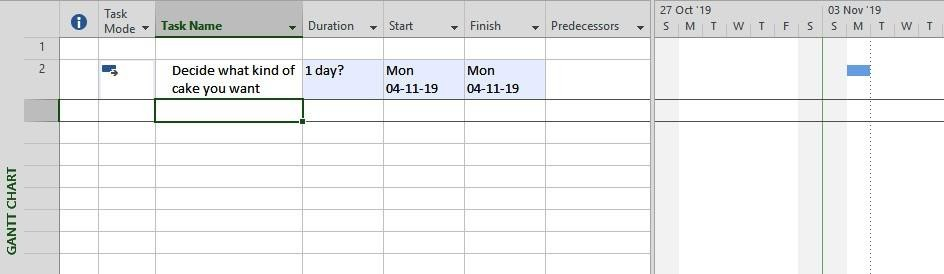 Task
Mode
Task Name
Duration
Start
Finish
Predecessors
27 Oct '19
03 Nov '19
S M T W T F S S M T W T
1
2
Decide what kind of
cake you want
1 day?
Mon
04-11-19
Mon
04-11-19
GANTT CHART